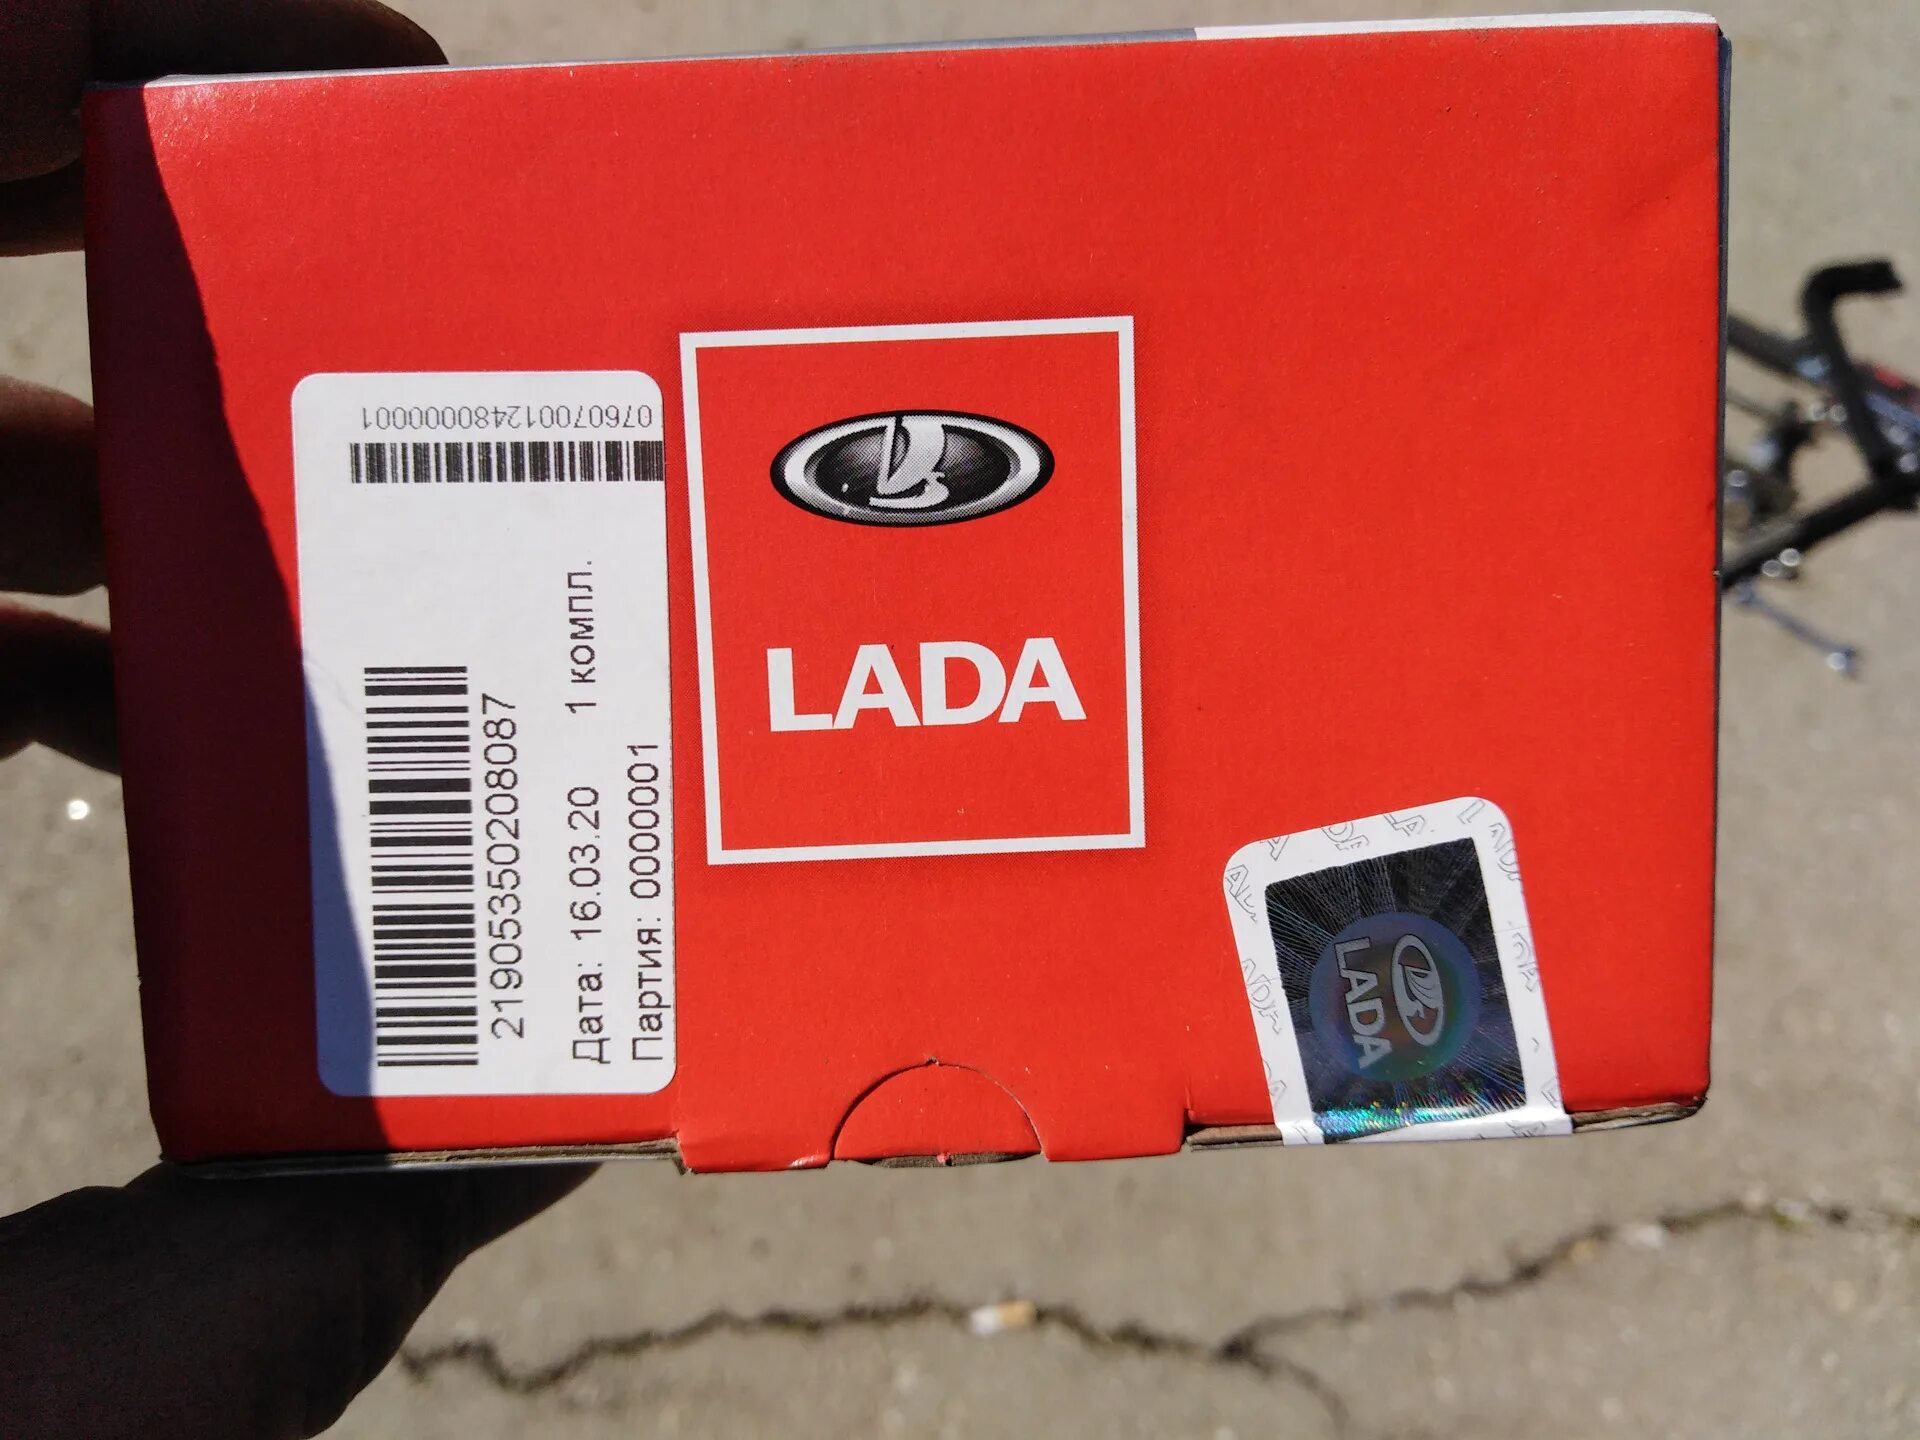 07607001248000001
21905350208087
Дата: 16.03.20 1 компл.
Партия: 00000001
LADA
LADA